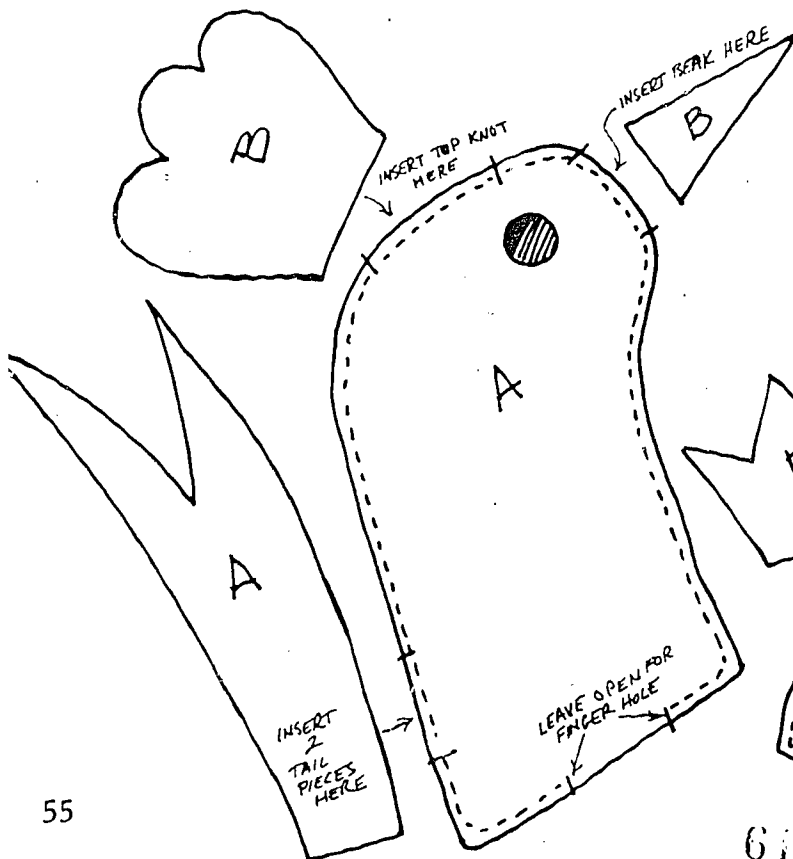 B
INSERT TOP KNOT
HERE
INSERT BEAK HERE
B
A
A
INSERT
2
TAIL
PIECES
HERE
LEAVE OPEN FOR
FINGER HOLE
55